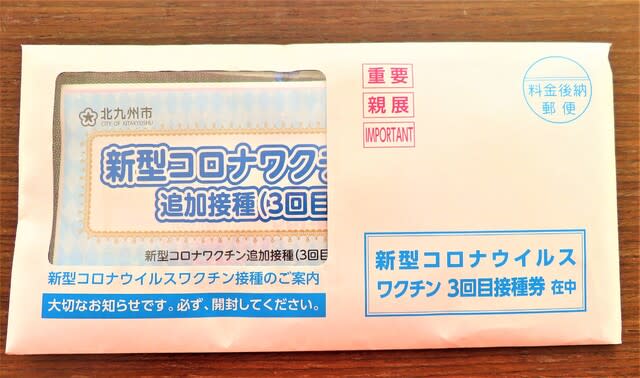 北九州市
CITY OF KITAKYUSHU
新型コロナワク
追加接種(3回目
新型コロナワクチン追加接種(3回目
新型コロナウイルスワクチン接種のご案内
大切なお知らせです。必ず、開封してください。
重要
親展
IMPORTANT
料金後納
郵便
新型コロナウイルス
ワクチン 3回目接種券 在中